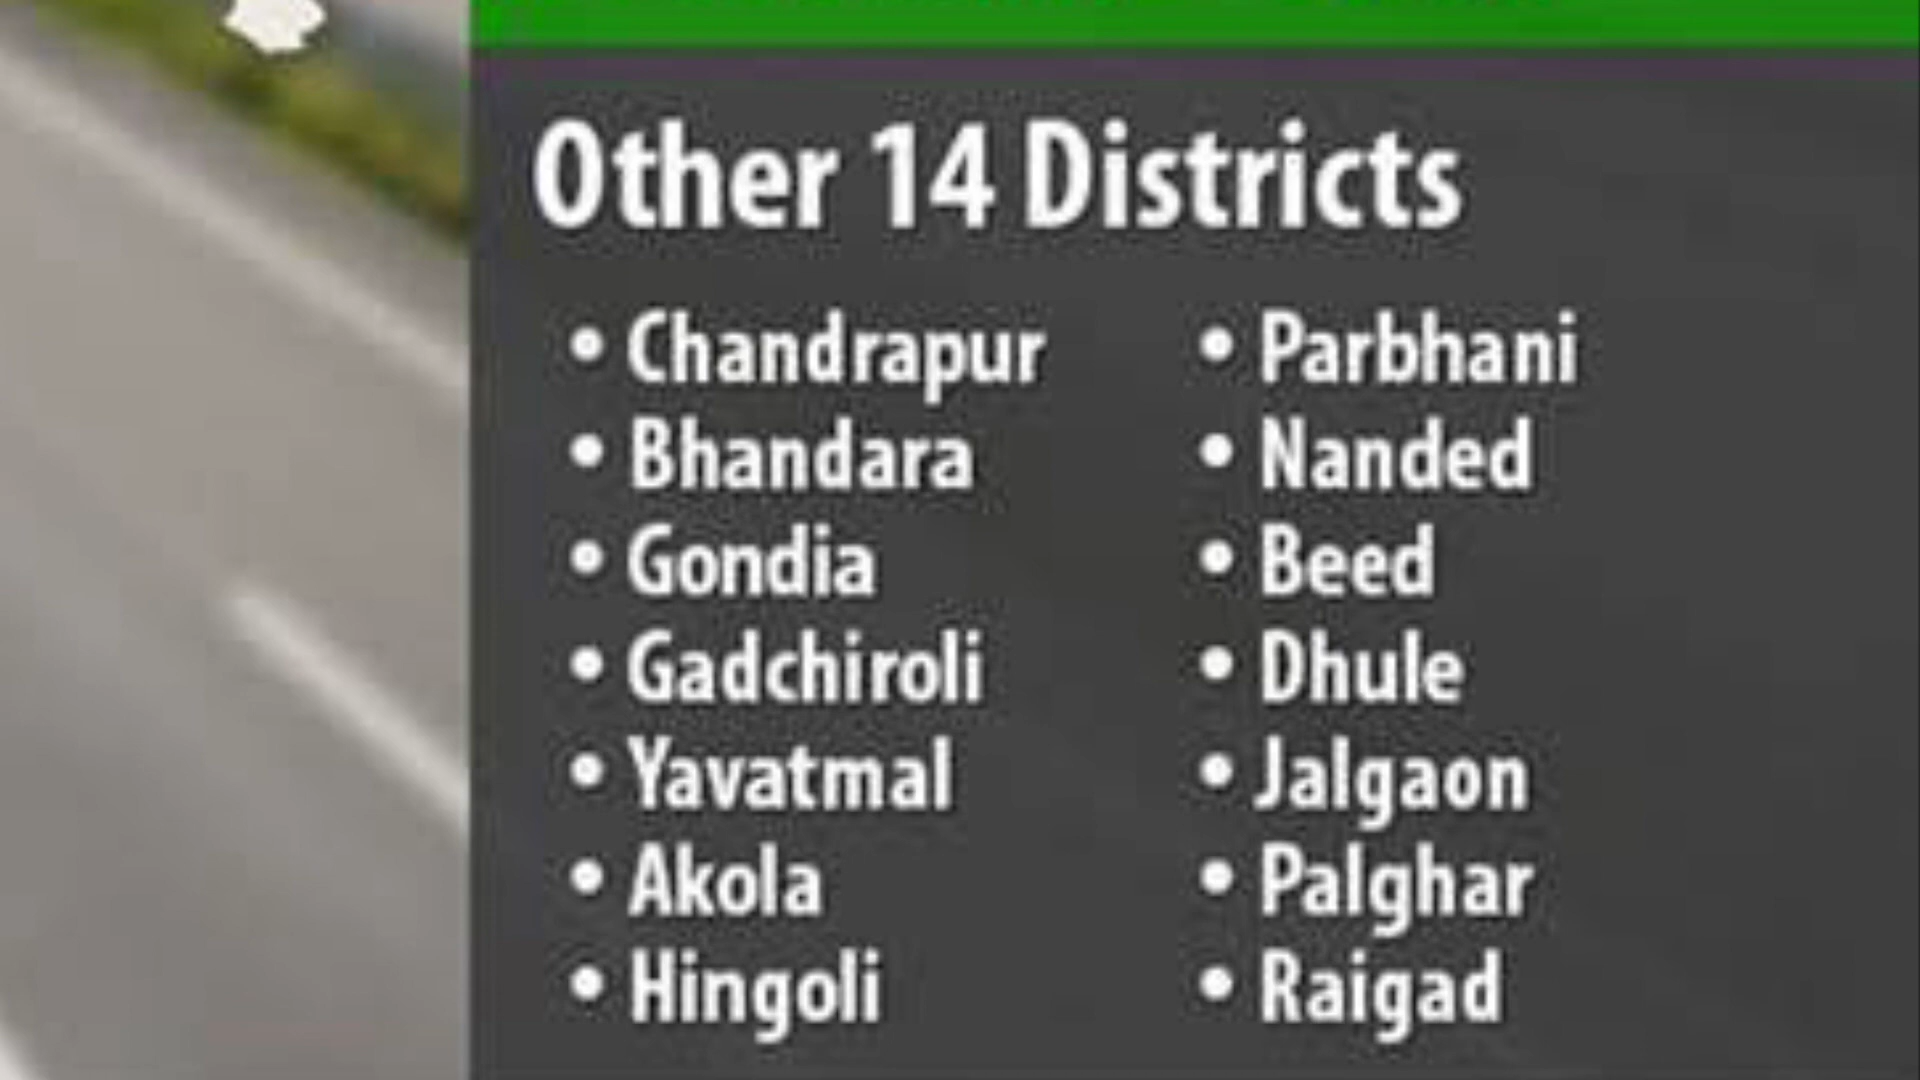 Other 14 Districts
• Chandrapur
• Bhandara
• Gondia
• Gadchiroli
• Yavatmal
• Akola
• Hingoli
• Parbhani
• Nanded
• Beed
• Dhule
• Jalgaon
• Palghar
• Raigad